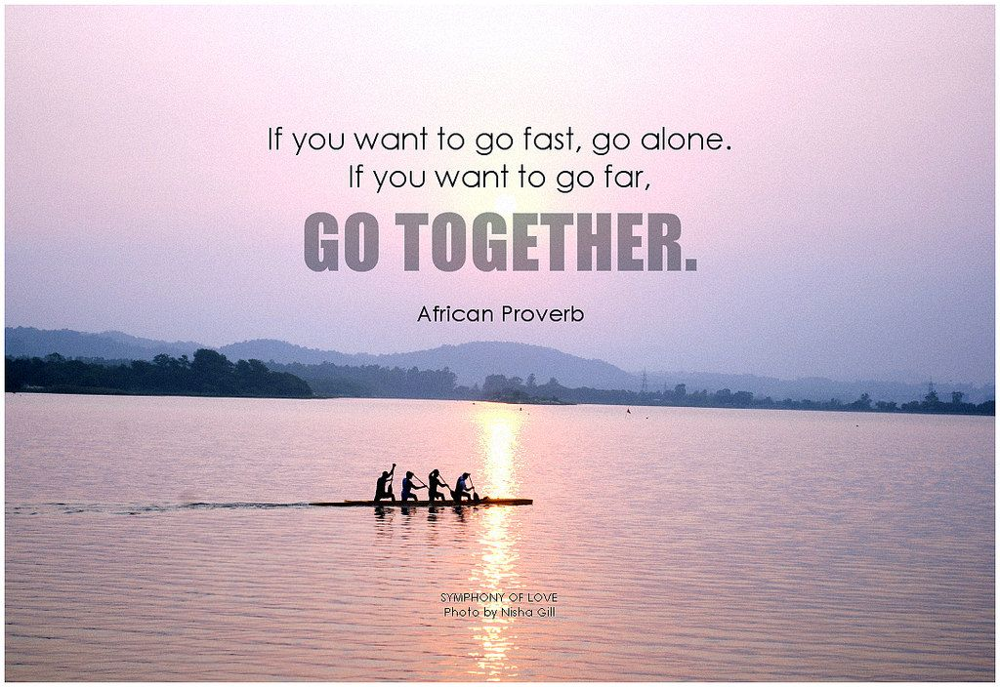 If you want to go fast, go alone.
If you want to go far,
GO TOGETHER.
African Proverb
SYMPHONY OF LOVE
Photo by Nisha Gill